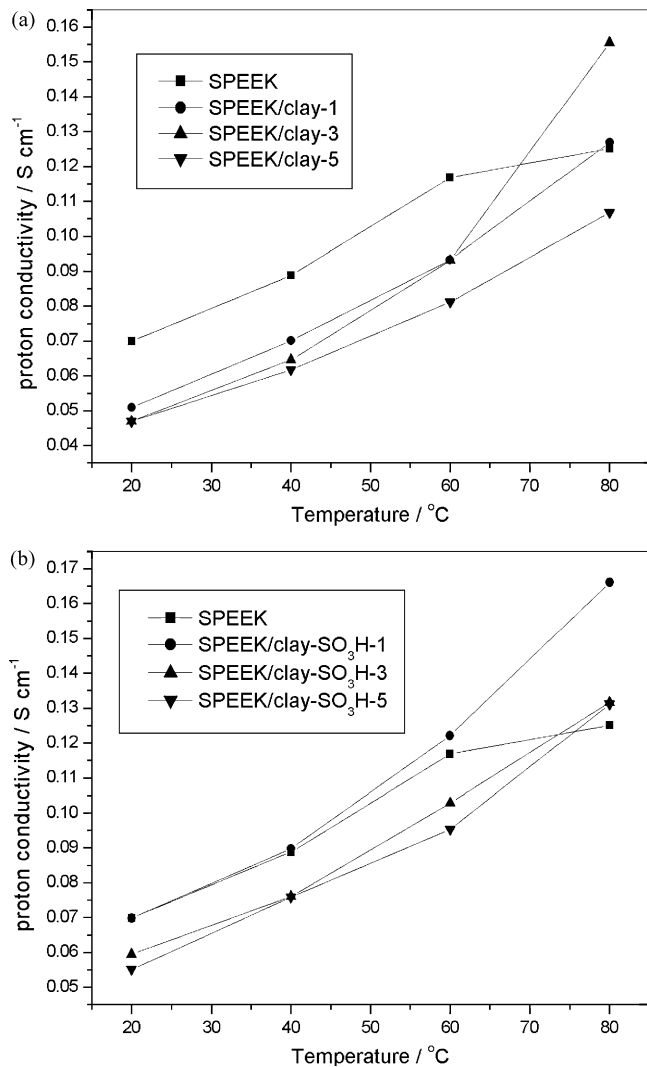 (a)
0.16
0.15
0.14
0.13
0.12
0.11
0.10
0.09
0.08
0.07
0.06
0.05
0.04
proton conductivity / S cm⁻¹
SPEEK
SPEEK/clay-1
SPEEK/clay-3
SPEEK/clay-5
20 30 40 50 60 70 80
Temperature / °C
(b)
0.17
0.16
0.15
0.14
0.13
0.12
0.11
0.10
0.09
0.08
0.07
0.06
0.05
proton conductivity / S cm⁻¹
SPEEK
SPEEK/clay-SO₃H-1
SPEEK/clay-SO₃H-3
SPEEK/clay-SO₃H-5
20 30 40 50 60 70 80
Temperature / °C